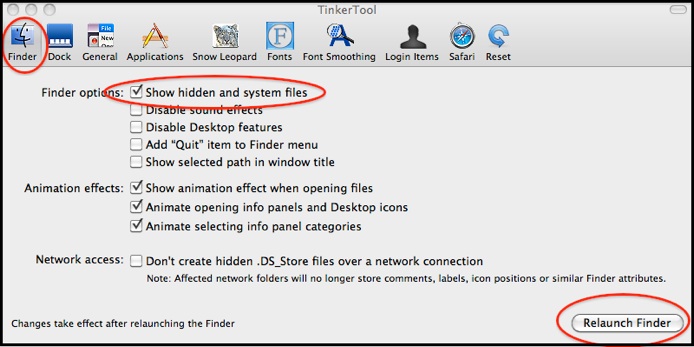 TinkerTool
File
New
One
F
Finder Dock General Applications Snow Leopard Fonts Font Smoothing Login Items Safari Reset
Finder options: Show hidden and system files
Disable sound effects
Disable Desktop features
Add “Quit” item to Finder menu
Show selected path in window title
Animation effects: Show animation effect when opening files
Animate opening info panels and Desktop icons
Animate selecting info panel categories
Network access: Don't create hidden .DS_Store files over a network connection
Note: Affected network folders will no longer store comments, labels, icon positions or similar Finder attributes.
Changes take effect after relaunching the Finder Relaunch Finder